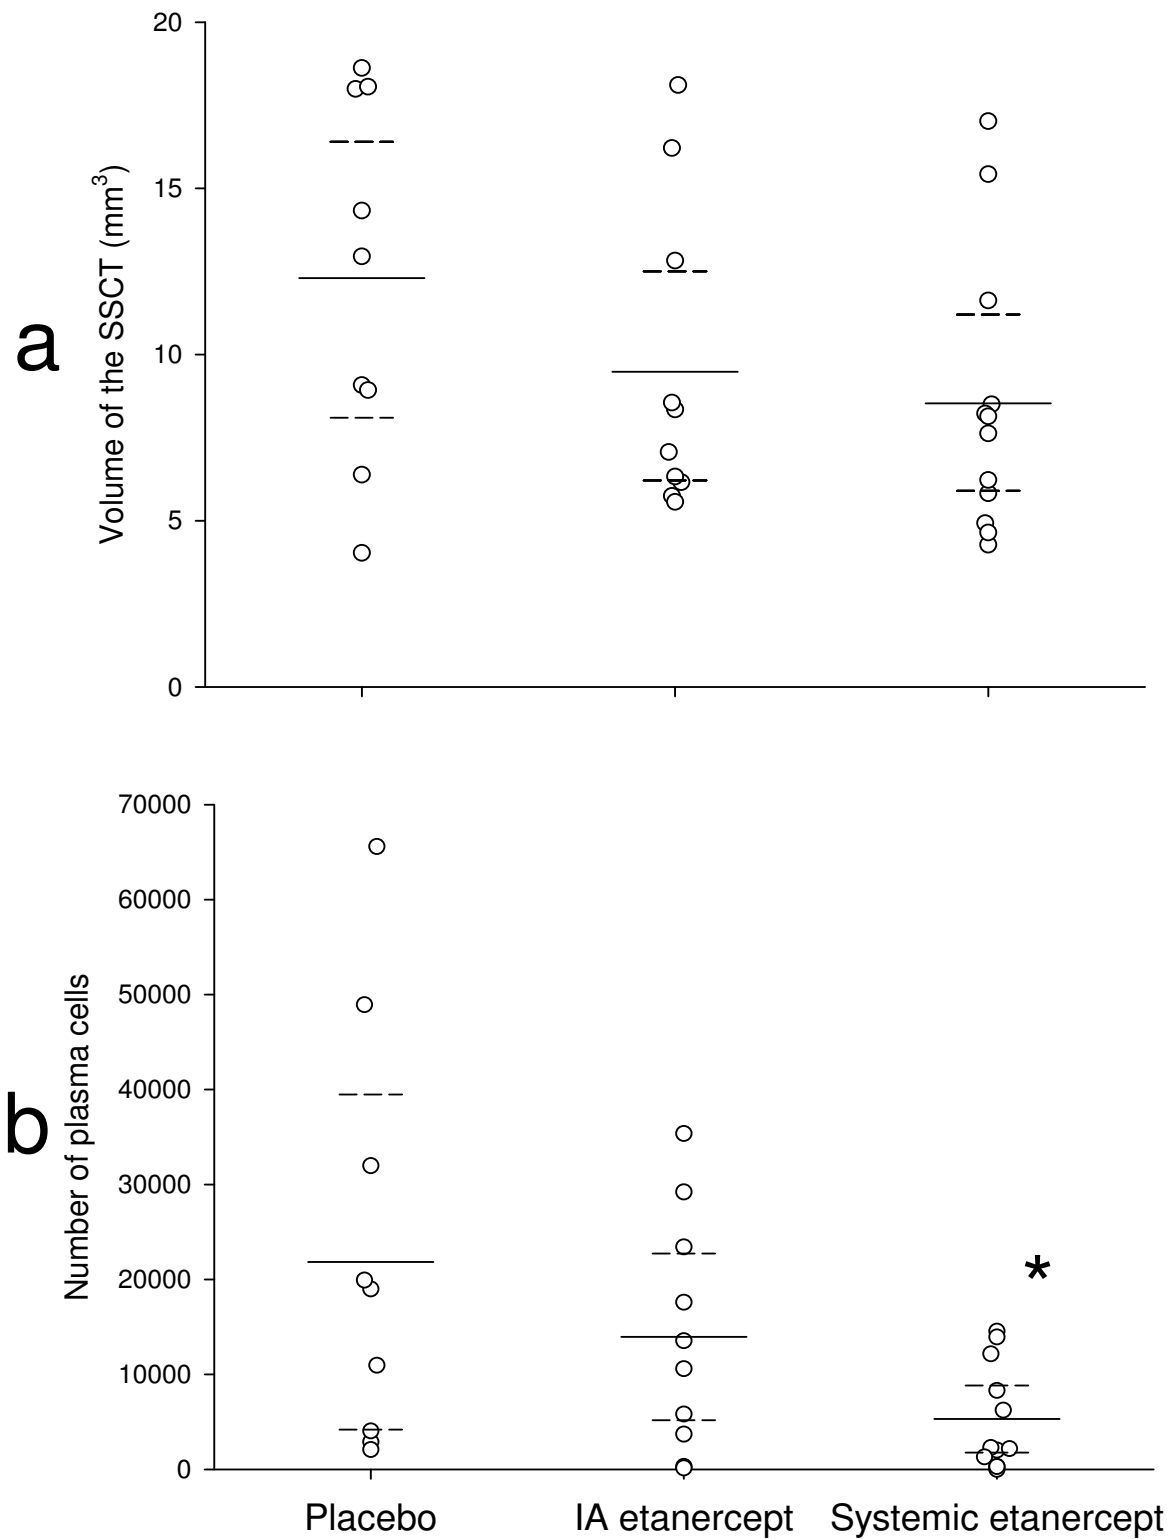 a
Volume of the SSCT (mm³)
20
15
10
5
0
b
Number of plasma cells
70000
60000
50000
40000
30000
20000
10000
0
*
Placebo IA etanercept Systemic etanercept